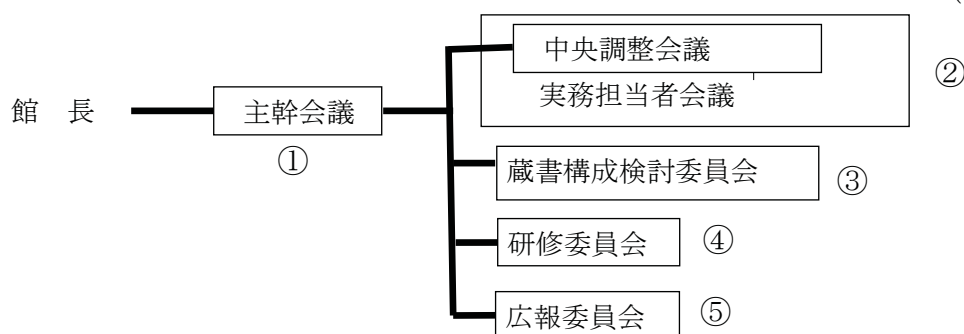 中央調整会議
②
実務担当者会議
館　長
主幹会議
①
蔵書構成検討委員会
③
研修委員会
④
広報委員会
⑤